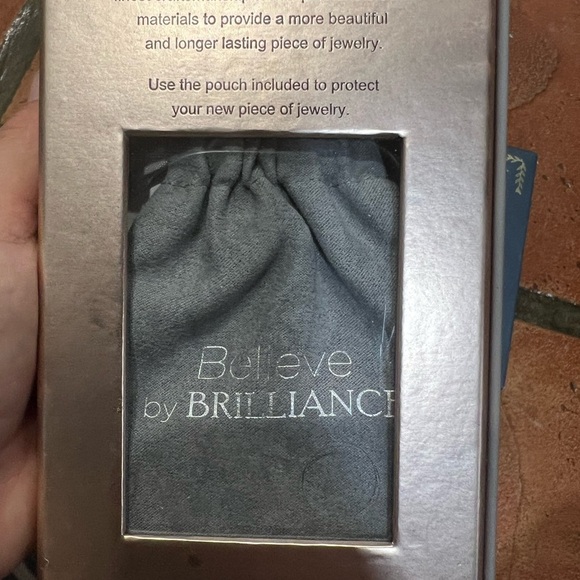 materials to provide a more beautiful
and longer lasting piece of jewelry.
Use the pouch included to protect
your new piece of jewelry.
Believe
by BRILLIANCE